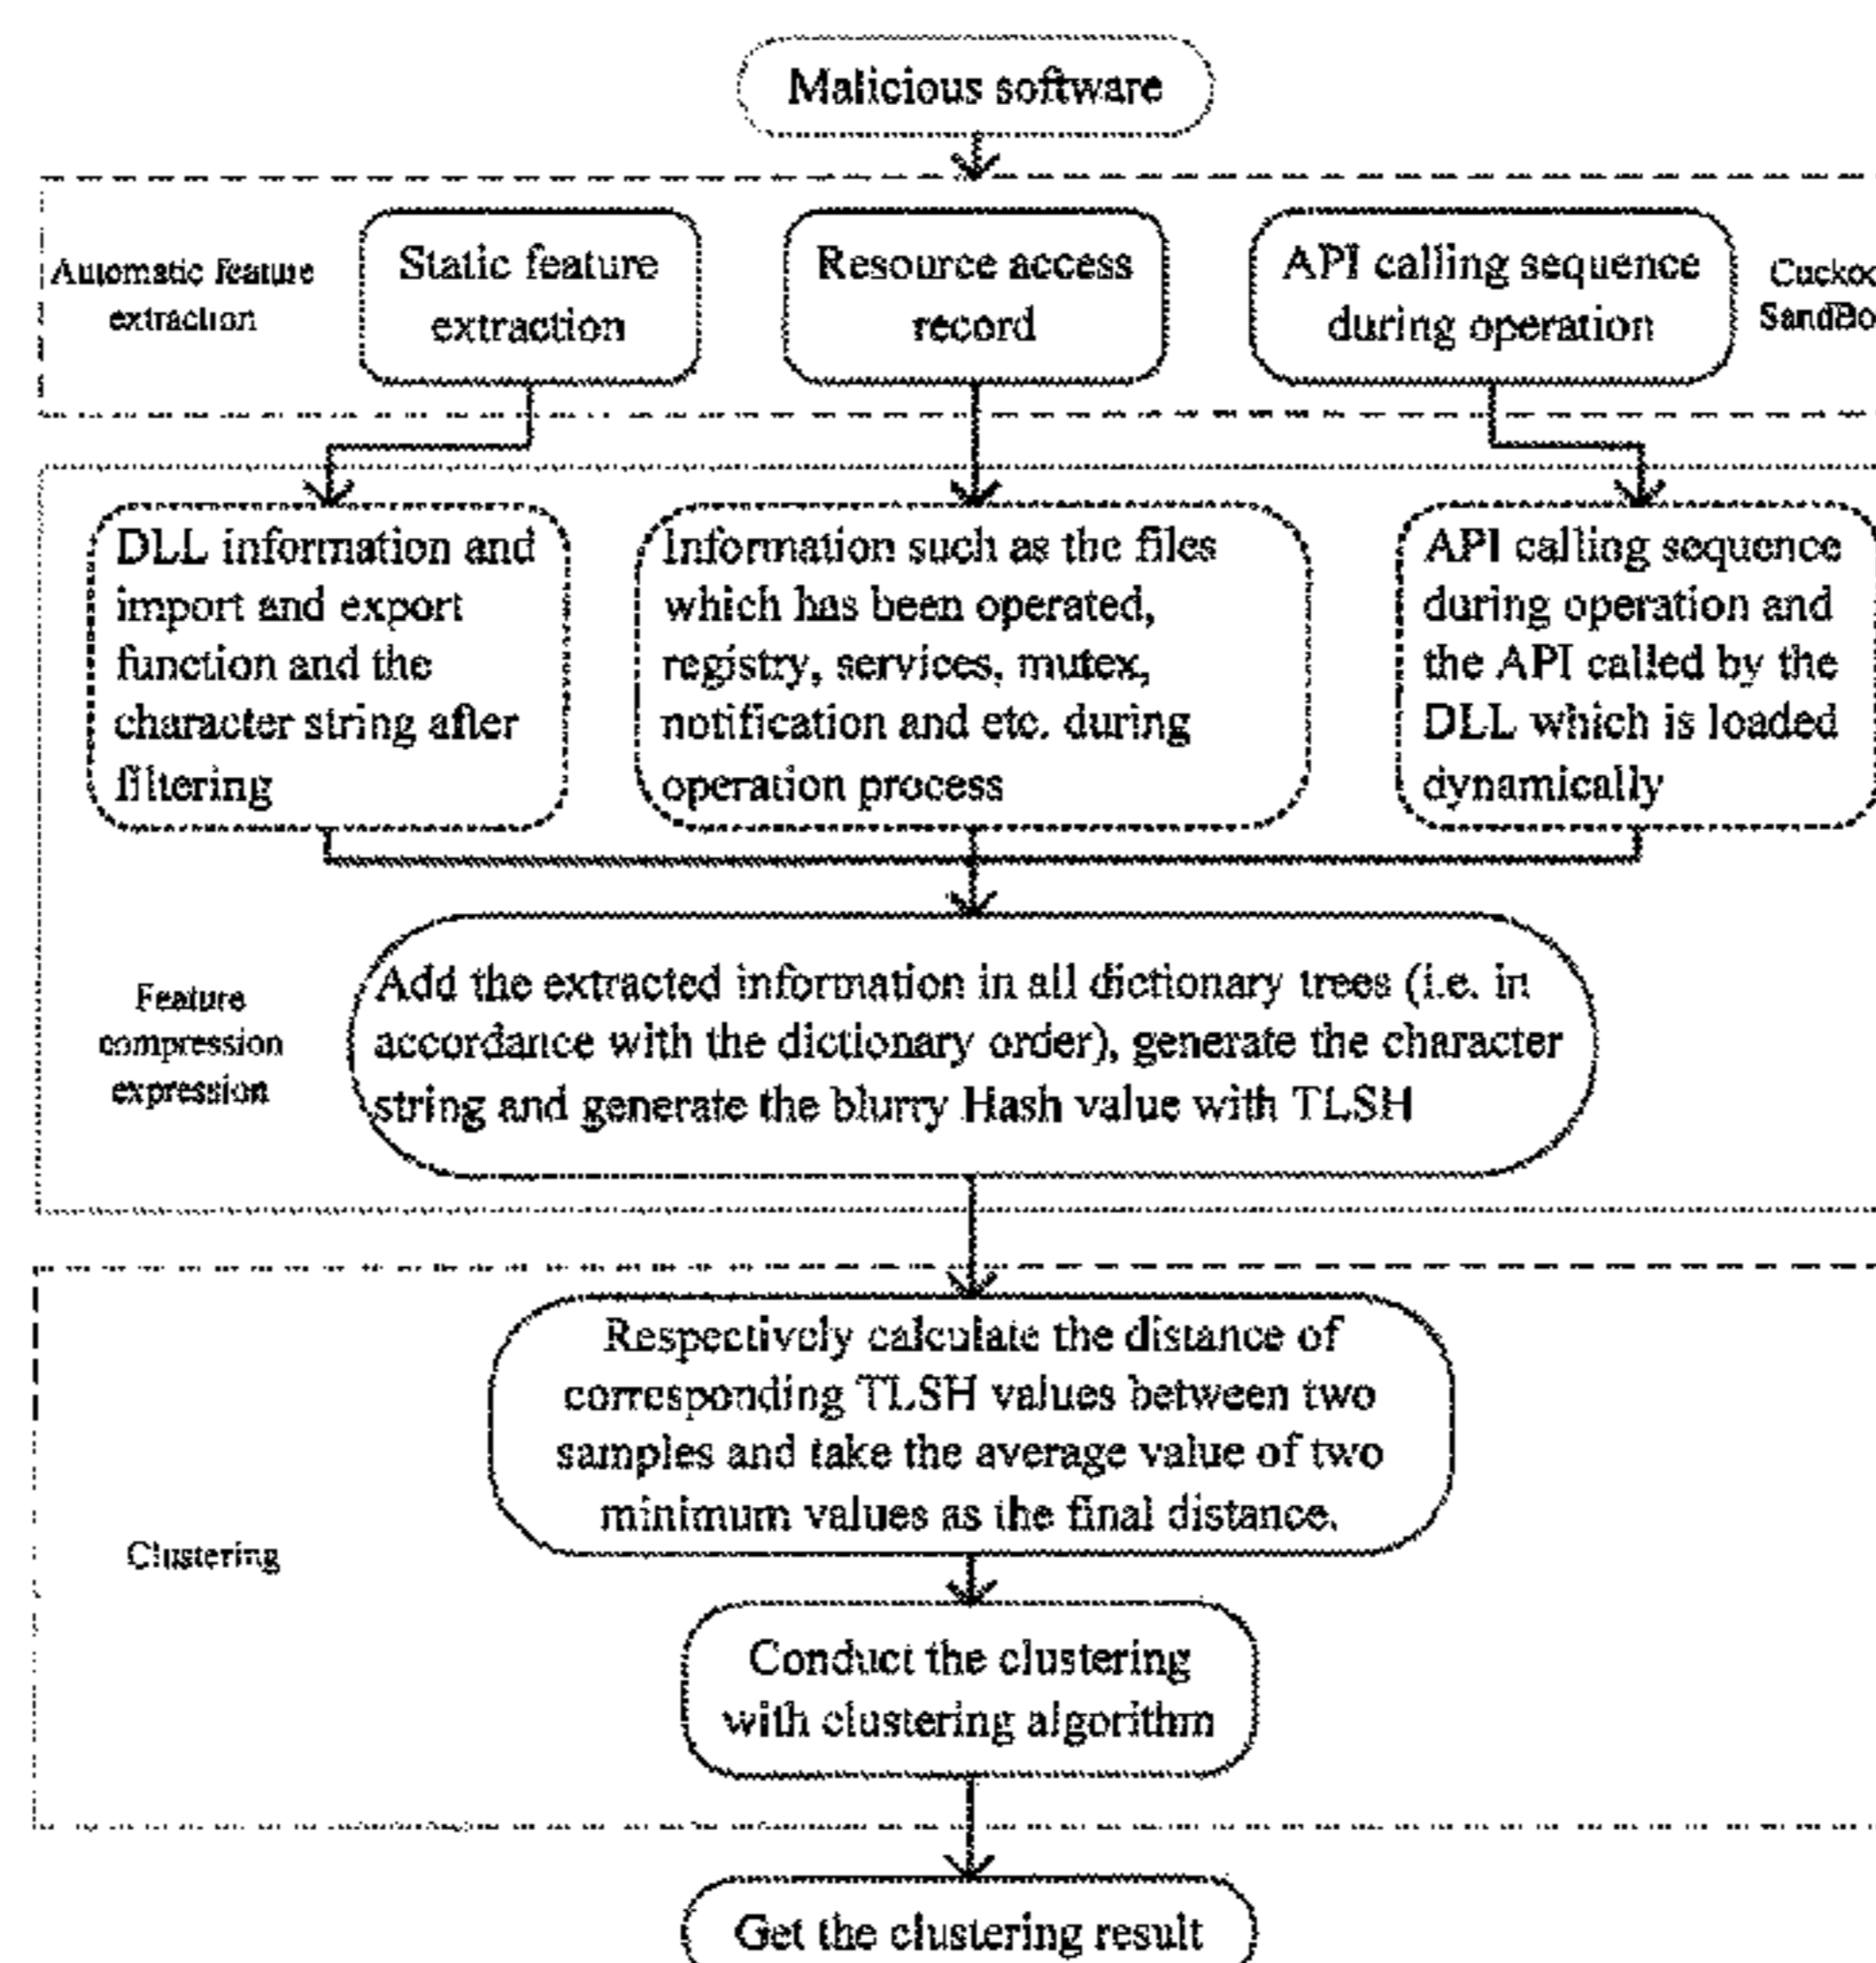 Malicious software
Automatic feature
extraction
Static feature
extraction
Resource access
record
API calling sequence
during operation
Cuckoo
SandBo
DLL information and
import and export
function and the
character string after
filtering
Information such as the files
which has been operated,
registry, services, mutex,
notification and etc. during
operation process
API calling sequence
during operation and
the API called by the
DLL which is loaded
dynamically
Feature
compression
expression
Add the extracted information in all dictionary trees (i.e. in
accordance with the dictionary order), generate the character
string and generate the blurry Hash value with TLSH
Clustering
Respectively calculate the distance of
corresponding TLSH values between two
samples and take the average value of two
minimum values as the final distance.
Conduct the clustering
with clustering algorithm
Get the clustering result